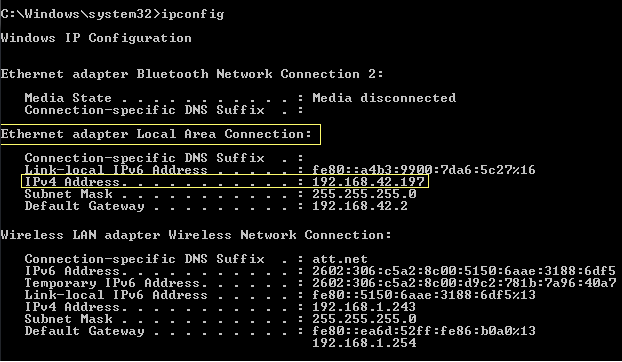 C:\Windows\system32>ipconfig
Windows IP Configuration
Ethernet adapter Bluetooth Network Connection 2:
Media State . . . . . . . . . . . : Media disconnected
Connection-specific DNS Suffix  . :
Ethernet adapter Local Area Connection:
Connection-specific DNS Suffix  . :
Link-local IPv6 Address . . . . . : fe80::a4b3:9900:7da6:5c27%16
IPv4 Address. . . . . . . . . . . : 192.168.42.197
Subnet Mask . . . . . . . . . . . : 255.255.255.0
Default Gateway . . . . . . . . . : 192.168.42.2
Wireless LAN adapter Wireless Network Connection:
Connection-specific DNS Suffix  . : att.net
IPv6 Address. . . . . . . . . . . : 2602:306:c5a2:8c00:5150:6aae:3188:6df5
Temporary IPv6 Address. . . . . . : 2602:306:c5a2:8c00:d9c2:781b:7a96:40a7
Link-local IPv6 Address . . . . . : fe80::5150:6aae:3188:6df5%13
IPv4 Address. . . . . . . . . . . : 192.168.1.243
Subnet Mask . . . . . . . . . . . : 255.255.255.0
Default Gateway . . . . . . . . . : fe80::ea6d:52ff:fe86:b0a0%13
192.168.1.254